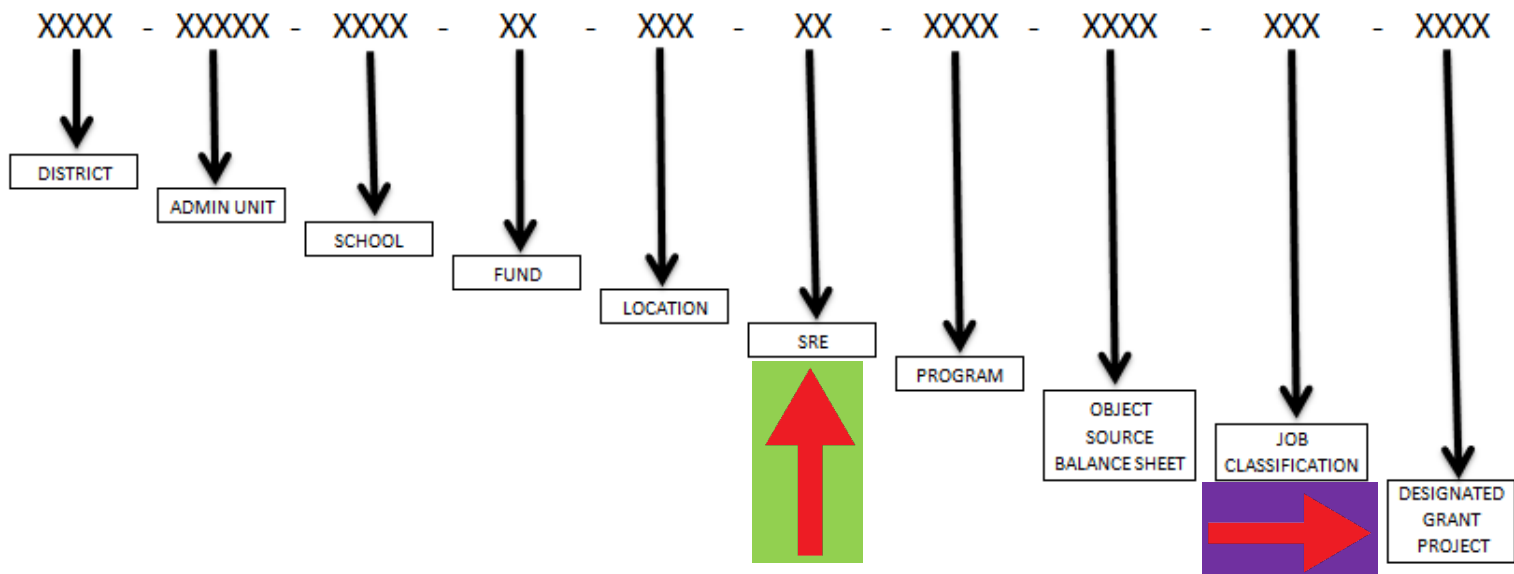 XXXX - XXXXX - XXXX - XX - XXX - XX - XXXX - XXXX - XXX - XXXX
DISTRICT
ADMIN UNIT
SCHOOL
FUND
LOCATION
SRE
PROGRAM
OBJECT
SOURCE
BALANCE SHEET
JOB
CLASSIFICATION
DESIGNATED
GRANT
PROJECT